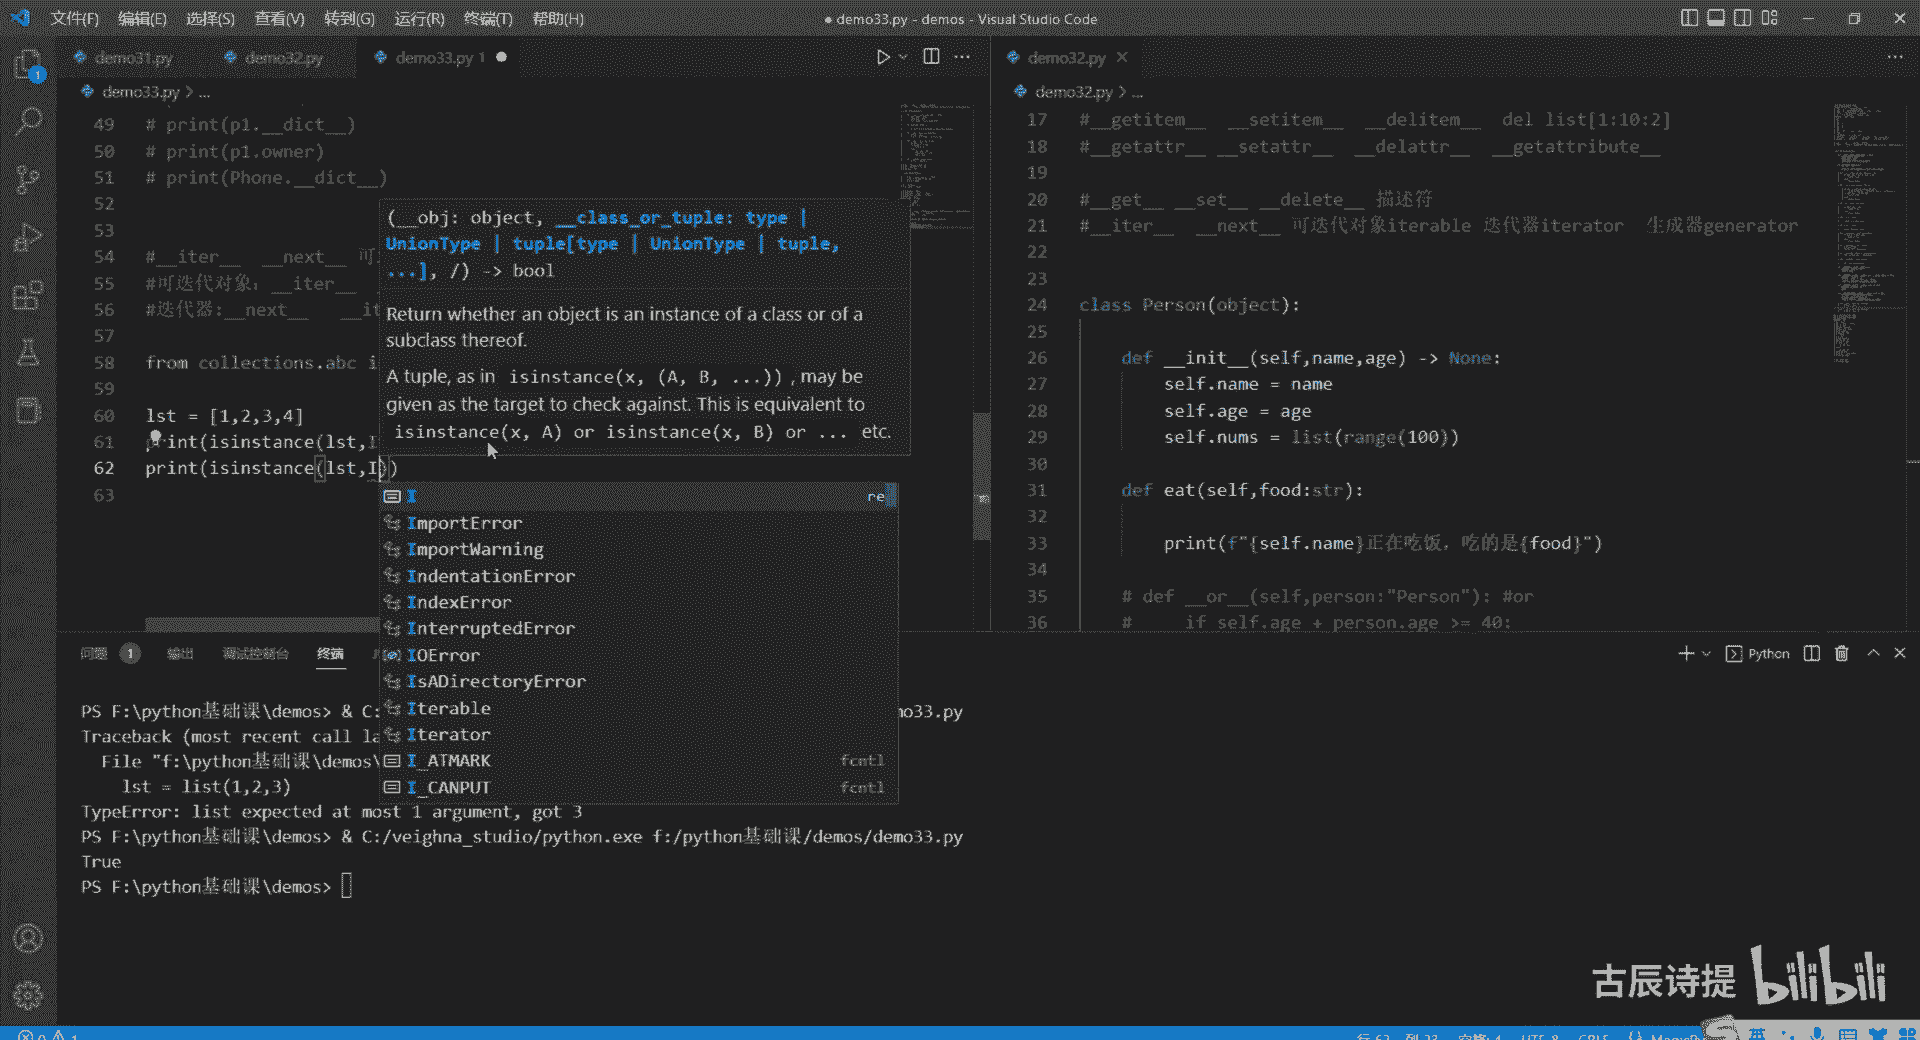 文件(F) 编辑(E) 选择(S) 查看(V) 转到(G) 运行(R) 终端(T) 帮助(H)
● demo33.py - demos - Visual Studio Code
demo31.py
demo32.py
demo33.py 1 ●
demo33.py > ...
49 # print(p1.__dict__)
50 # print(p1.owner)
51 # print(Phone.__dict__)
52
53
54 #__iter__ __next__ 可
55 #可迭代对象：__iter__
56 #迭代器:__next__ __it
57
58 from collections.abc i
59
60 lst = [1,2,3,4]
61 print(isinstance(lst,I
62 print(isinstance(lst,I))
63
(__obj: object, __class_or_tuple: type |
UnionType | tuple[type | UnionType | tuple,
...], /) -> bool
Return whether an object is an instance of a class or of a
subclass thereof.
A tuple, as in isinstance(x, (A, B, ...)) , may be
given as the target to check against. This is equivalent to
isinstance(x, A) or isinstance(x, B) or ... etc.
I re
ImportError
ImportWarning
IndentationError
IndexError
InterruptedError
IOError
IsADirectoryError
Iterable
Iterator
I_ATMARK fcntl
I_CANPUT fcntl
demo32.py
demo32.py > ...
17 #__getitem__ __setitem__ __delitem__ del list[1:10:2]
18 #__getattr__ __setattr__ __delattr__ __getattribute__
19
20 #__get__ __set__ __delete__ 描述符
21 #__iter__ __next__ 可迭代对象iterable 迭代器iterator 生成器generator
22
23
24 class Person(object):
25
26 def __init__(self,name,age) -> None:
27 self.name = name
28 self.age = age
29 self.nums = list(range(100))
30
31 def eat(self,food:str):
32
33 print(f"{self.name}正在吃饭，吃的是{food}")
34
35 # def __or__(self,person:"Person"): #or
36 # if self.age + person.age >= 40:
问题 1 输出 调试控制台 终端
Python
PS F:\python基础课\demos> & C: mo33.py
Traceback (most recent call la
File "f:\python基础课\demos\
lst = list(1,2,3)
TypeError: list expected at most 1 argument, got 3
PS F:\python基础课\demos> & C:/veighna_studio/python.exe f:/python基础课/demos/demo33.py
True
PS F:\python基础课\demos>
古辰诗提 bilibili
英